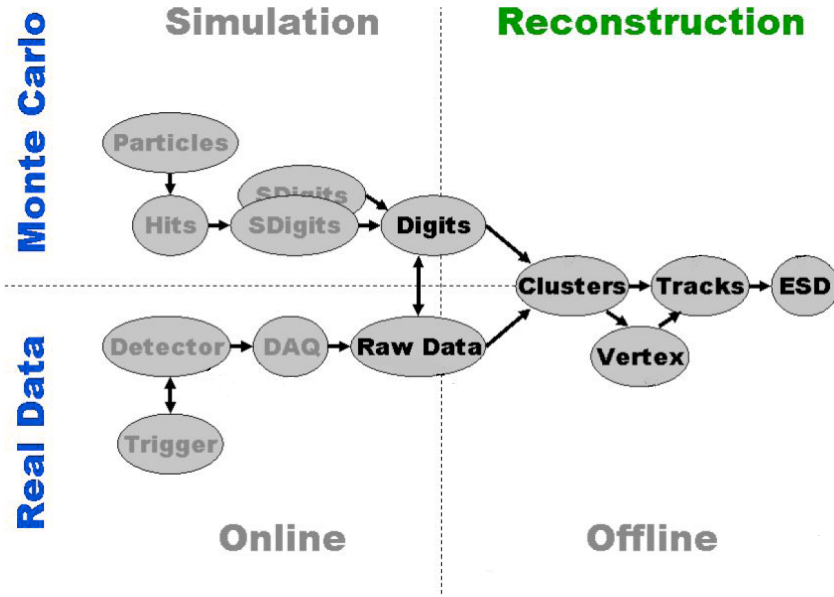 Simulation
Reconstruction
Monte Carlo
Particles
SDigits
Hits
SDigits
Digits
Clusters
Tracks
ESD
Detector
DAQ
Raw Data
Vertex
Trigger
Real Data
Online
Offline